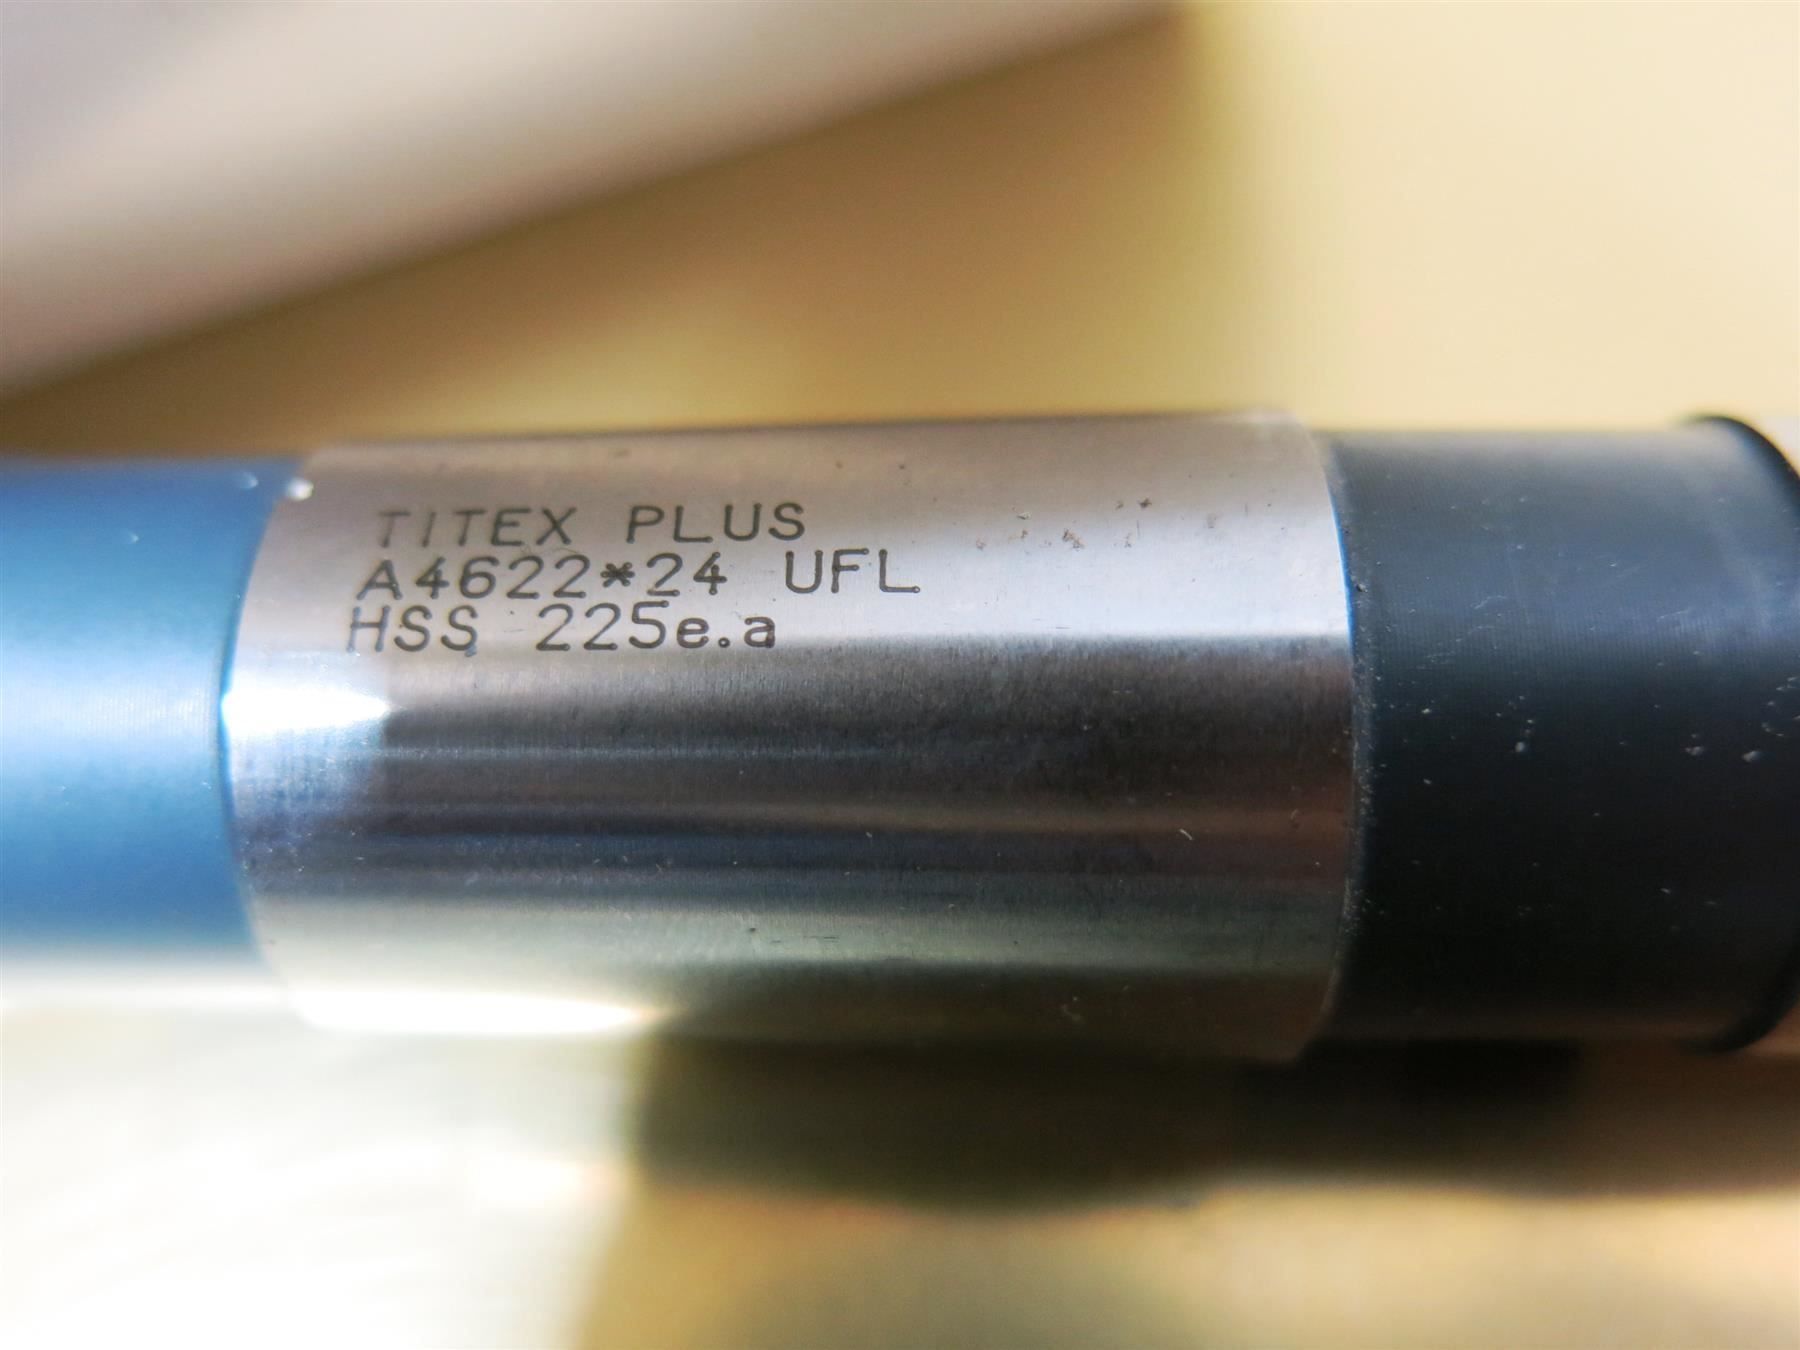 TITEX PLUS
A4622*24 UFL
HSS 225e.a